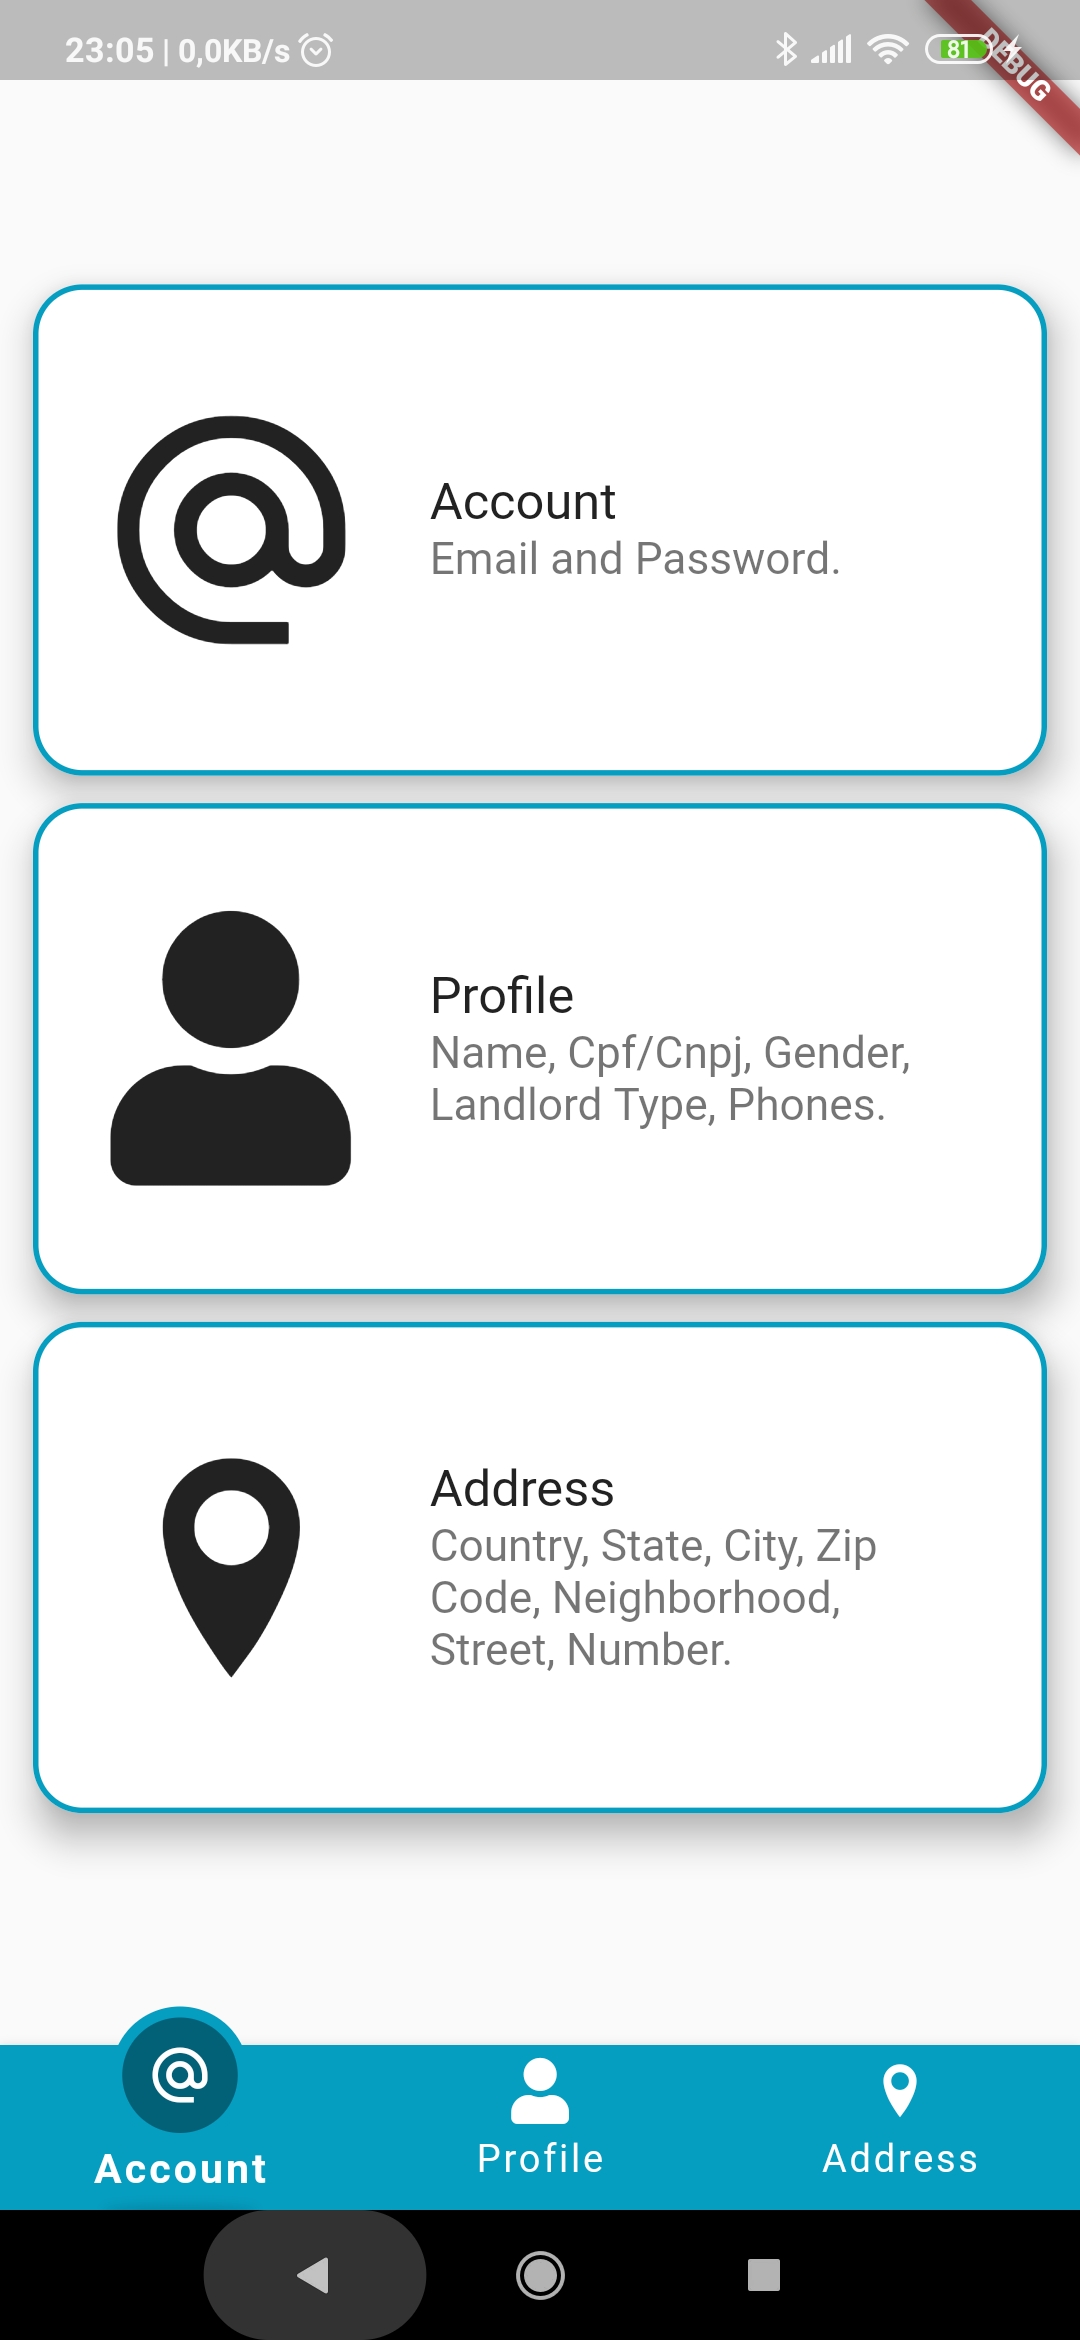 23:05 | 0,0KB/s
81
DEBUG
Account
Email and Password.
Profile
Name, Cpf/Cnpj, Gender,
Landlord Type, Phones.
Address
Country, State, City, Zip
Code, Neighborhood,
Street, Number.
Account
Profile
Address